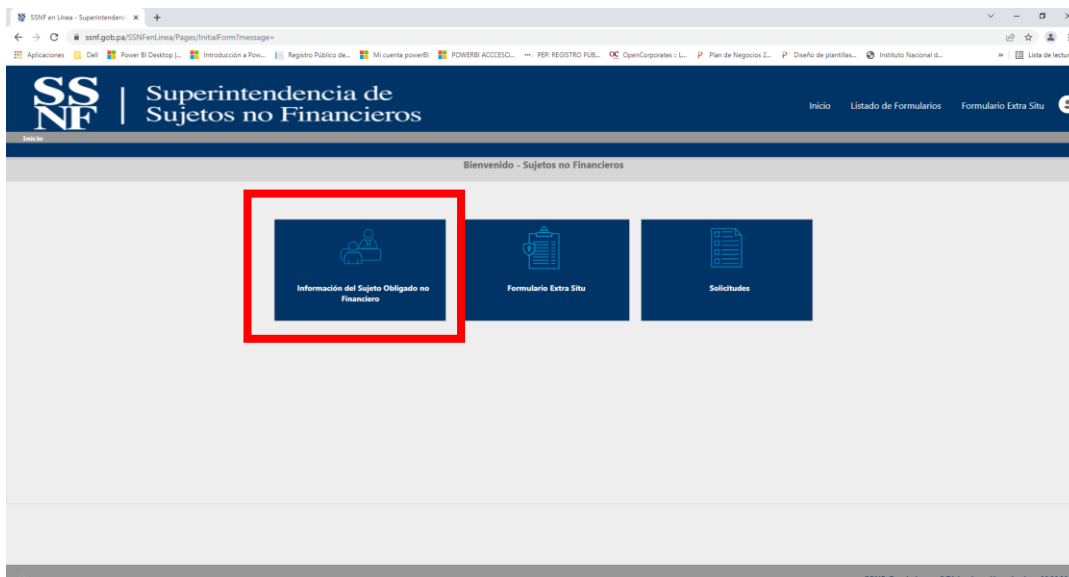 SSNF en Línea - Superintendenc
ssnf.gob.pa/SSNFenLinea/Pages/InitialForm?message=
Aplicaciones Dell Power BI Desktop |... Introducción a Pow... Registro Público de... Mi cuenta powerBI POWERBI ACCCESO... PEP: REGISTRO PÚB... OpenCorporates :: L... Plan de Negocios 2... Diseño de plantillas... Instituto Nacional d... » Lista de lectur
SSNF | Superintendencia de
Sujetos no Financieros
Inicio Listado de Formularios Formulario Extra Situ
Inicio
Bienvenido - Sujetos no Financieros
Información del Sujeto Obligado no
Financiero
Formulario Extra Situ
Solicitudes